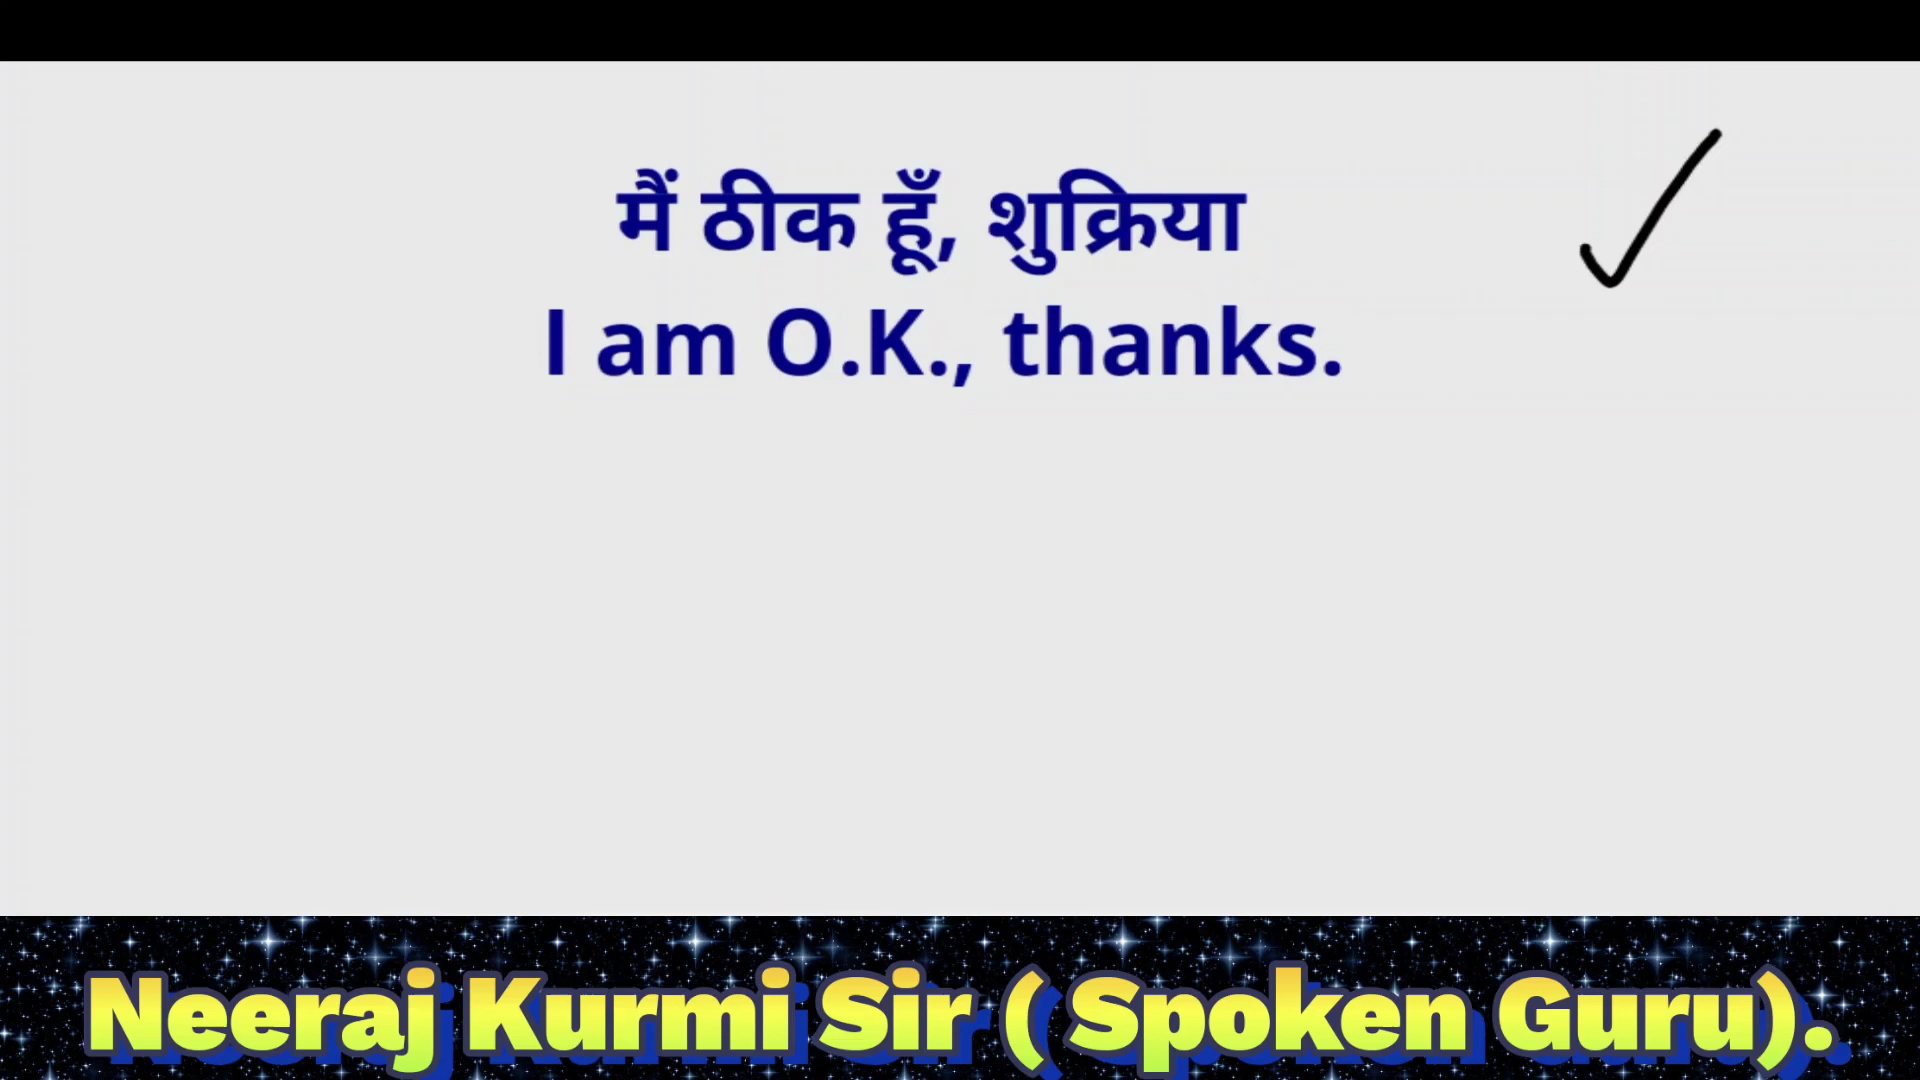 मैं ठीक हूँ, शुक्रिया
I am O.K., thanks.
Neeraj Kurmi Sir ( Spoken Guru).